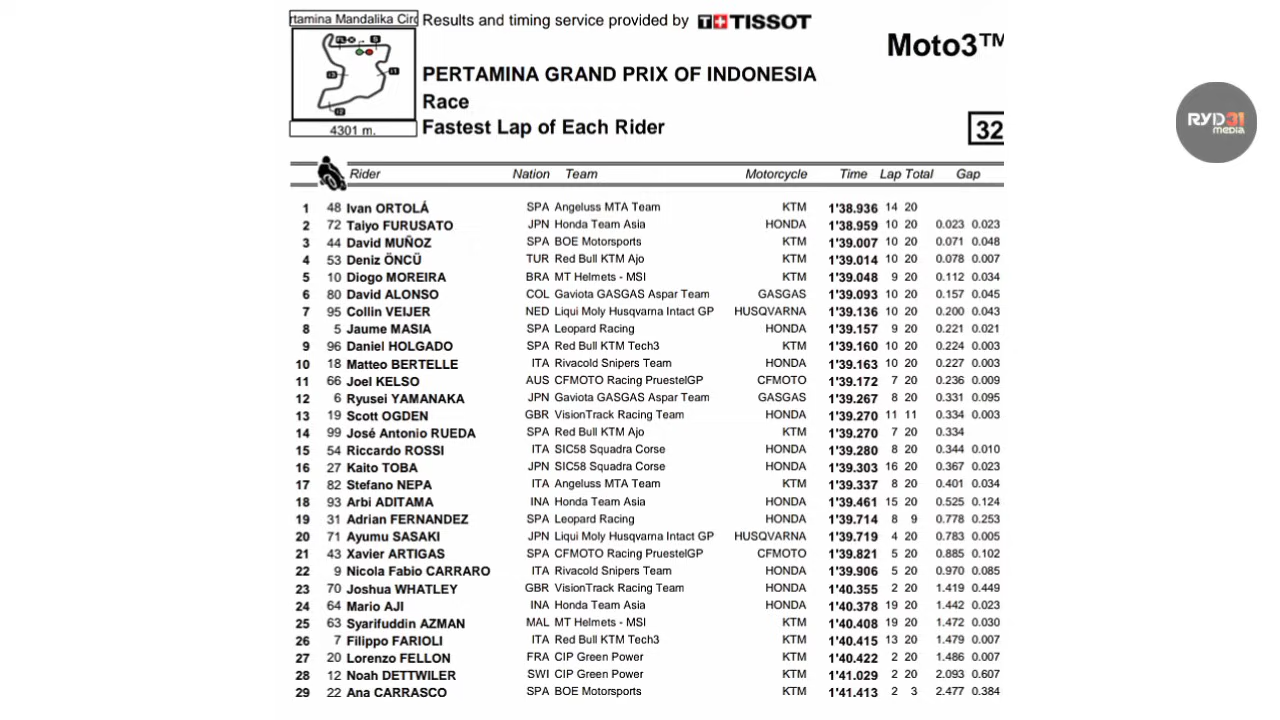 rtamina Mandalika Circ
Results and timing service provided by TISSOT
Moto3™
PERTAMINA GRAND PRIX OF INDONESIA
Race
Fastest Lap of Each Rider
4301 m.
32
RYD31
media
Rider Nation Team Motorcycle Time Lap Total Gap
1 48 Ivan ORTOLÁ SPA Angeluss MTA Team KTM 1'38.936 14 20
2 72 Taiyo FURUSATO JPN Honda Team Asia HONDA 1'38.959 10 20 0.023 0.023
3 44 David MUÑOZ SPA BOE Motorsports KTM 1'39.007 10 20 0.071 0.048
4 53 Deniz ÖNCÜ TUR Red Bull KTM Ajo KTM 1'39.014 10 20 0.078 0.007
5 10 Diogo MOREIRA BRA MT Helmets - MSI KTM 1'39.048 9 20 0.112 0.034
6 80 David ALONSO COL Gaviota GASGAS Aspar Team GASGAS 1'39.093 10 20 0.157 0.045
7 95 Collin VEIJER NED Liqui Moly Husqvarna Intact GP HUSQVARNA 1'39.136 10 20 0.200 0.043
8 5 Jaume MASIA SPA Leopard Racing HONDA 1'39.157 9 20 0.221 0.021
9 96 Daniel HOLGADO SPA Red Bull KTM Tech3 KTM 1'39.160 10 20 0.224 0.003
10 18 Matteo BERTELLE ITA Rivacold Snipers Team HONDA 1'39.163 10 20 0.227 0.003
11 66 Joel KELSO AUS CFMOTO Racing PruestelGP CFMOTO 1'39.172 7 20 0.236 0.009
12 6 Ryusei YAMANAKA JPN Gaviota GASGAS Aspar Team GASGAS 1'39.267 8 20 0.331 0.095
13 19 Scott OGDEN GBR VisionTrack Racing Team HONDA 1'39.270 11 11 0.334 0.003
14 99 José Antonio RUEDA SPA Red Bull KTM Ajo KTM 1'39.270 7 20 0.334
15 54 Riccardo ROSSI ITA SIC58 Squadra Corse HONDA 1'39.280 8 20 0.344 0.010
16 27 Kaito TOBA JPN SIC58 Squadra Corse HONDA 1'39.303 16 20 0.367 0.023
17 82 Stefano NEPA ITA Angeluss MTA Team KTM 1'39.337 8 20 0.401 0.034
18 93 Arbi ADITAMA INA Honda Team Asia HONDA 1'39.461 15 20 0.525 0.124
19 31 Adrian FERNANDEZ SPA Leopard Racing HONDA 1'39.714 8 9 0.778 0.253
20 71 Ayumu SASAKI JPN Liqui Moly Husqvarna Intact GP HUSQVARNA 1'39.719 4 20 0.783 0.005
21 43 Xavier ARTIGAS SPA CFMOTO Racing PruestelGP CFMOTO 1'39.821 5 20 0.885 0.102
22 9 Nicola Fabio CARRARO ITA Rivacold Snipers Team HONDA 1'39.906 5 20 0.970 0.085
23 70 Joshua WHATLEY GBR VisionTrack Racing Team HONDA 1'40.355 2 20 1.419 0.449
24 64 Mario AJI INA Honda Team Asia HONDA 1'40.378 19 20 1.442 0.023
25 63 Syarifuddin AZMAN MAL MT Helmets - MSI KTM 1'40.408 19 20 1.472 0.030
26 7 Filippo FARIOLI ITA Red Bull KTM Tech3 KTM 1'40.415 13 20 1.479 0.007
27 20 Lorenzo FELLON FRA CIP Green Power KTM 1'40.422 2 20 1.486 0.007
28 12 Noah DETTWILER SWI CIP Green Power KTM 1'41.029 2 20 2.093 0.607
29 22 Ana CARRASCO SPA BOE Motorsports KTM 1'41.413 2 3 2.477 0.384